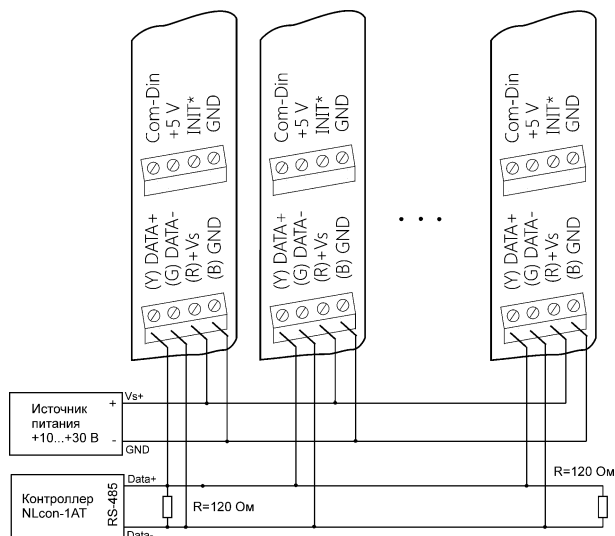 Com-Din
+5 V
INIT*
GND
Com-Din
+5 V
INIT*
GND
Com-Din
+5 V
INIT*
GND
(Y) DATA+
(G) DATA-
(R)+Vs
(B) GND
(Y) DATA+
(G) DATA-
(R)+Vs
(B) GND
(Y) DATA+
(G) DATA-
(R)+Vs
(B) GND
. . .
Источник
питания
+10...+30 В
+
-
Vs+
GND
Контроллер
NLcon-1AT
RS-485
Data+
Data-
R=120 Ом
R=120 Ом